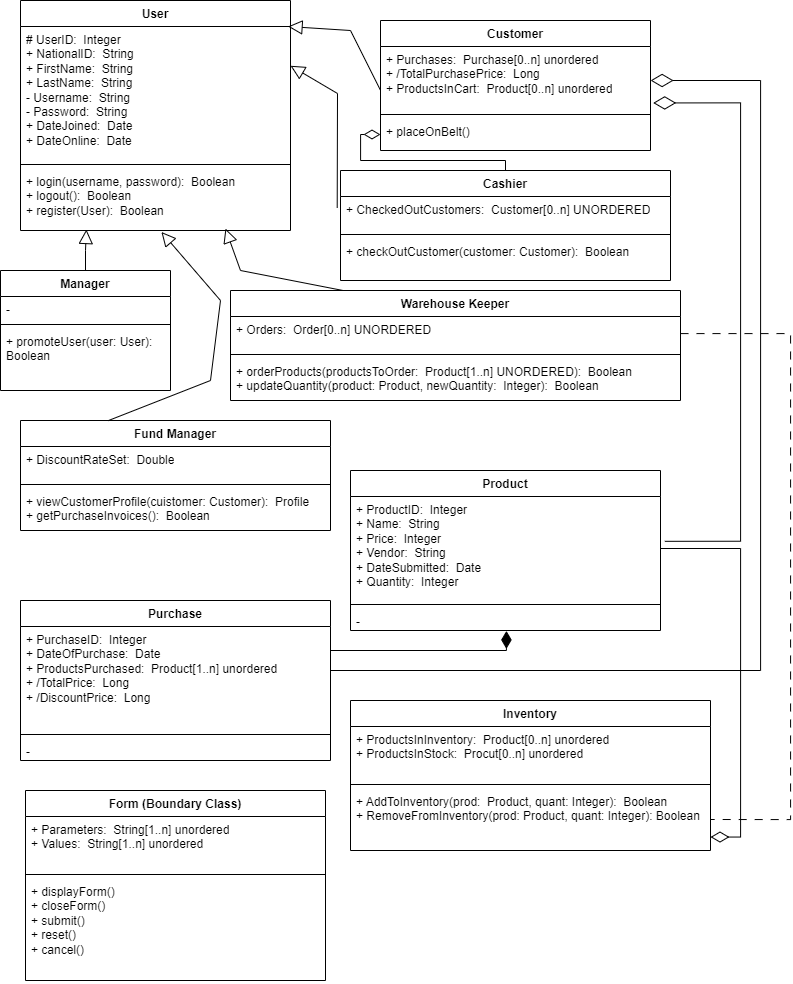 User
# UserID: Integer
+ NationalID: String
+ FirstName: String
+ LastName: String
- Username: String
- Password: String
+ DateJoined: Date
+ DateOnline: Date
+ login(username, password): Boolean
+ logout(): Boolean
+ register(User): Boolean
Customer
+ Purchases: Purchase[0..n] unordered
+ /TotalPurchasePrice: Long
+ ProductsInCart: Product[0..n] unordered
+ placeOnBelt()
Cashier
+ CheckedOutCustomers: Customer[0..n] UNORDERED
+ checkOutCustomer(customer: Customer): Boolean
Manager
-
+ promoteUser(user: User):
Boolean
Warehouse Keeper
+ Orders: Order[0..n] UNORDERED
+ orderProducts(productsToOrder: Product[1..n] UNORDERED): Boolean
+ updateQuantity(product: Product, newQuantity: Integer): Boolean
Fund Manager
+ DiscountRateSet: Double
+ viewCustomerProfile(cuistomer: Customer): Profile
+ getPurchaseInvoices(): Boolean
Product
+ ProductID: Integer
+ Name: String
+ Price: Integer
+ Vendor: String
+ DateSubmitted: Date
+ Quantity: Integer
-
Purchase
+ PurchaseID: Integer
+ DateOfPurchase: Date
+ ProductsPurchased: Product[1..n] unordered
+ /TotalPrice: Long
+ /DiscountPrice: Long
-
Inventory
+ ProductsInInventory: Product[0..n] unordered
+ ProductsInStock: Procut[0..n] unordered
+ AddToInventory(prod: Product, quant: Integer): Boolean
+ RemoveFromInventory(prod: Product, quant: Integer): Boolean
Form (Boundary Class)
+ Parameters: String[1..n] unordered
+ Values: String[1..n] unordered
+ displayForm()
+ closeForm()
+ submit()
+ reset()
+ cancel()